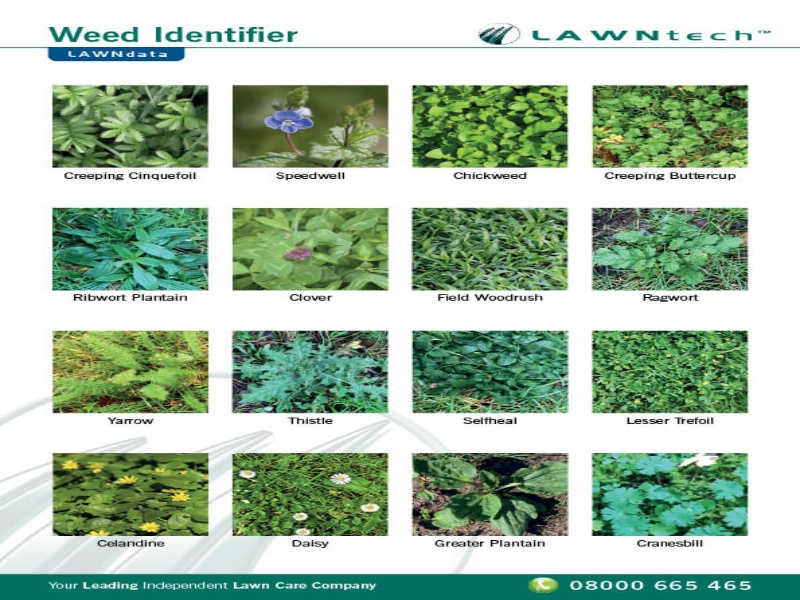 Weed Identifier
LAWNdata
LAWNtech™
Creeping Cinquefoil
Speedwell
Chickweed
Creeping Buttercup
Ribwort Plantain
Clover
Field Woodrush
Ragwort
Yarrow
Thistle
Selfheal
Lesser Trefoil
Celandine
Daisy
Greater Plantain
Cranesbill
Your Leading Independent Lawn Care Company
08000 665 465